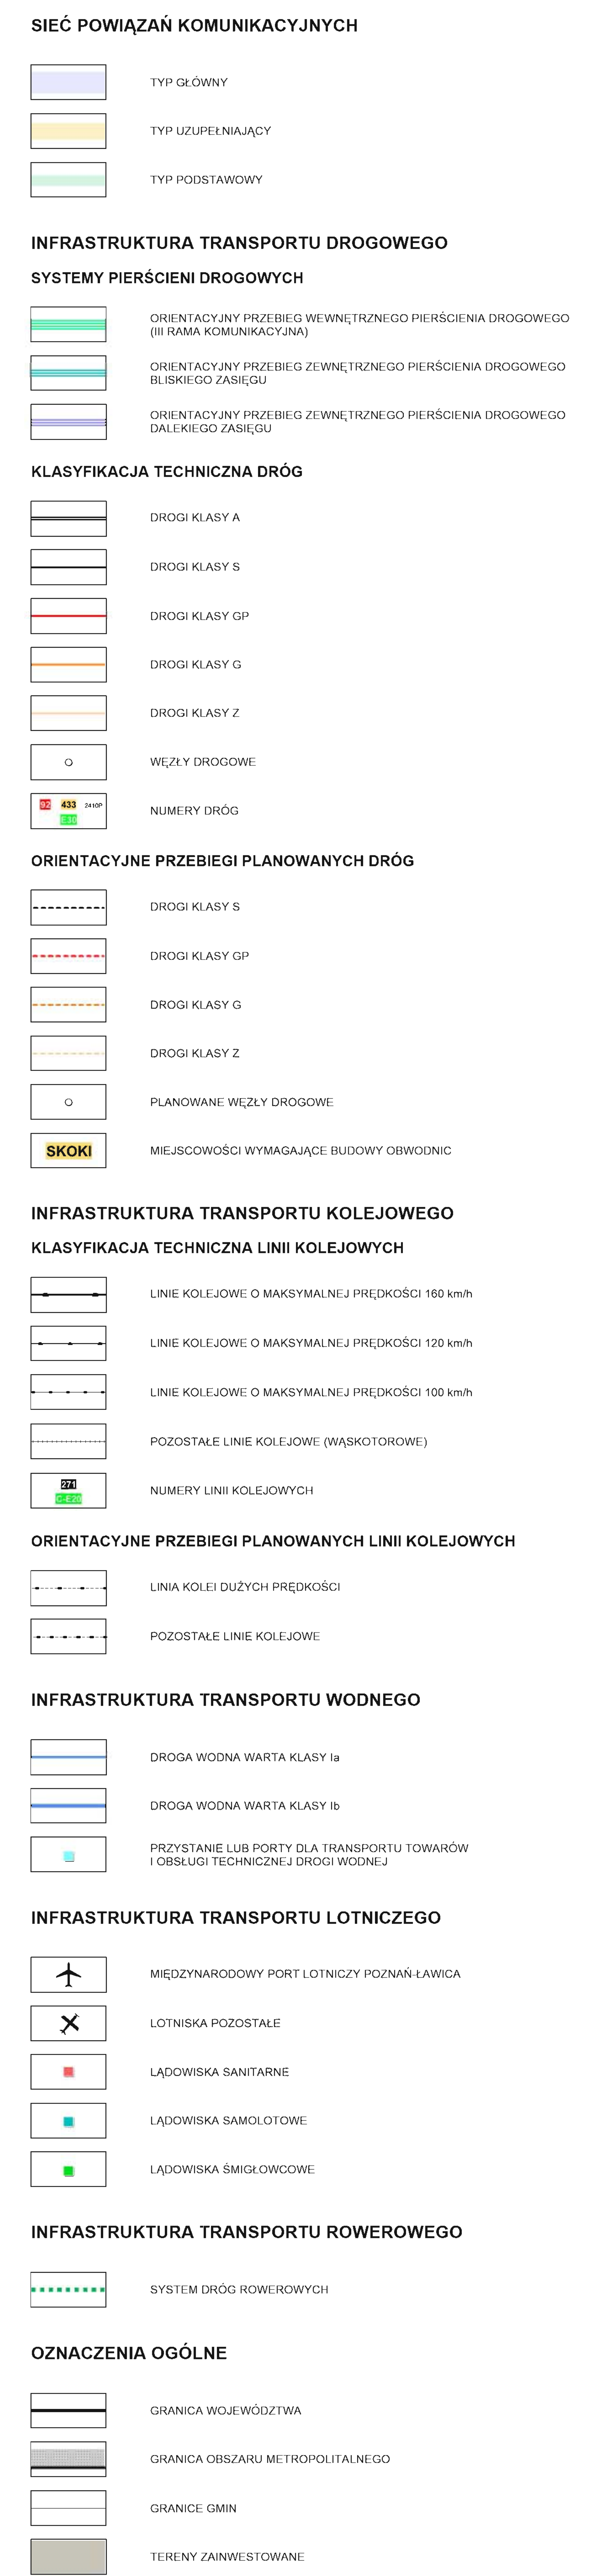 SIEĆ POWIĄZAŃ KOMUNIKACYJNYCH
TYP GŁÓWNY
TYP UZUPEŁNIAJĄCY
TYP PODSTAWOWY
INFRASTRUKTURA TRANSPORTU DROGOWEGO
SYSTEMY PIERŚCIENI DROGOWYCH
ORIENTACYJNY PRZEBIEG WEWNĘTRZNEGO PIERŚCIENIA DROGOWEGO
(III RAMA KOMUNIKACYJNA)
ORIENTACYJNY PRZEBIEG ZEWNĘTRZNEGO PIERŚCIENIA DROGOWEGO
BLISKIEGO ZASIĘGU
ORIENTACYJNY PRZEBIEG ZEWNĘTRZNEGO PIERŚCIENIA DROGOWEGO
DALEKIEGO ZASIĘGU
KLASYFIKACJA TECHNICZNA DRÓG
DROGI KLASY A
DROGI KLASY S
DROGI KLASY GP
DROGI KLASY G
DROGI KLASY Z
WĘZŁY DROGOWE
92 433 2410P
E30
NUMERY DRÓG
ORIENTACYJNE PRZEBIEGI PLANOWANYCH DRÓG
DROGI KLASY S
DROGI KLASY GP
DROGI KLASY G
DROGI KLASY Z
PLANOWANE WĘZŁY DROGOWE
SKOKI MIEJSCOWOŚCI WYMAGAJĄCE BUDOWY OBWODNIC
INFRASTRUKTURA TRANSPORTU KOLEJOWEGO
KLASYFIKACJA TECHNICZNA LINII KOLEJOWYCH
LINIE KOLEJOWE O MAKSYMALNEJ PRĘDKOŚCI 160 km/h
LINIE KOLEJOWE O MAKSYMALNEJ PRĘDKOŚCI 120 km/h
LINIE KOLEJOWE O MAKSYMALNEJ PRĘDKOŚCI 100 km/h
POZOSTAŁE LINIE KOLEJOWE (WĄSKOTOROWE)
271
C-E20
NUMERY LINII KOLEJOWYCH
ORIENTACYJNE PRZEBIEGI PLANOWANYCH LINII KOLEJOWYCH
LINIA KOLEI DUŻYCH PRĘDKOŚCI
POZOSTAŁE LINIE KOLEJOWE
INFRASTRUKTURA TRANSPORTU WODNEGO
DROGA WODNA WARTA KLASY Ia
DROGA WODNA WARTA KLASY Ib
PRZYSTANIE LUB PORTY DLA TRANSPORTU TOWARÓW
I OBSŁUGI TECHNICZNEJ DROGI WODNEJ
INFRASTRUKTURA TRANSPORTU LOTNICZEGO
MIĘDZYNARODOWY PORT LOTNICZY POZNAŃ-ŁAWICA
LOTNISKA POZOSTAŁE
LĄDOWISKA SANITARNE
LĄDOWISKA SAMOLOTOWE
LĄDOWISKA ŚMIGŁOWCOWE
INFRASTRUKTURA TRANSPORTU ROWEROWEGO
SYSTEM DRÓG ROWEROWYCH
OZNACZENIA OGÓLNE
GRANICA WOJEWÓDZTWA
GRANICA OBSZARU METROPOLITALNEGO
GRANICE GMIN
TERENY ZAINWESTOWANE